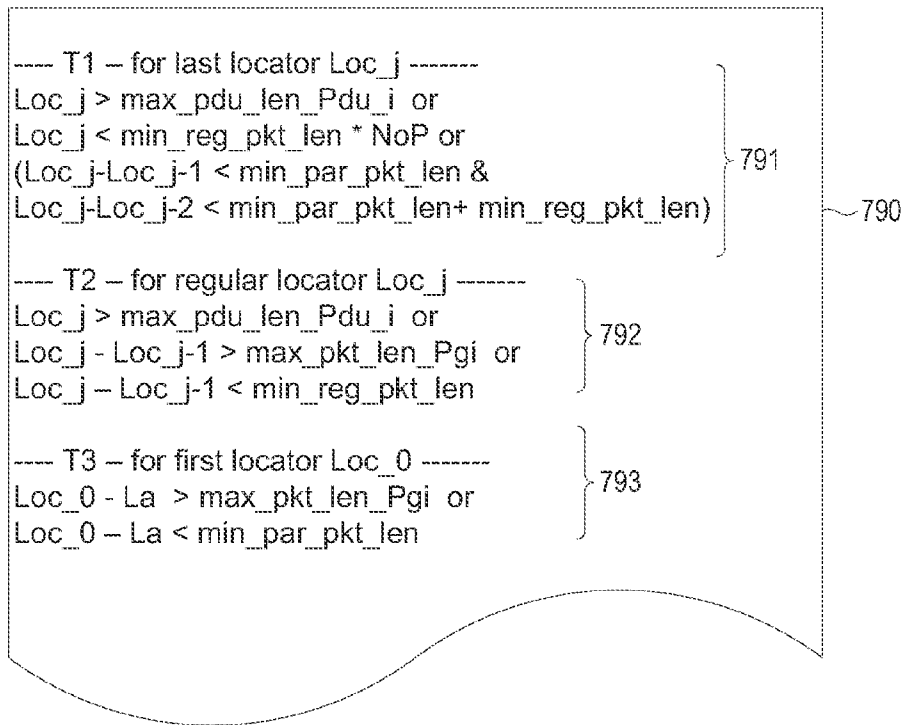 ---- T1 – for last locator Loc_j -------
Loc_j > max_pdu_len_Pdu_i or
Loc_j < min_reg_pkt_len * NoP or
(Loc_j-Loc_j-1 < min_par_pkt_len &
Loc_j-Loc_j-2 < min_par_pkt_len+ min_reg_pkt_len)
791
790
---- T2 – for regular locator Loc_j -------
Loc_j > max_pdu_len_Pdu_i or
Loc_j - Loc_j-1 > max_pkt_len_Pgi or
Loc_j – Loc_j-1 < min_reg_pkt_len
792
---- T3 – for first locator Loc_0 -------
Loc_0 - La > max_pkt_len_Pgi or
Loc_0 – La < min_par_pkt_len
793